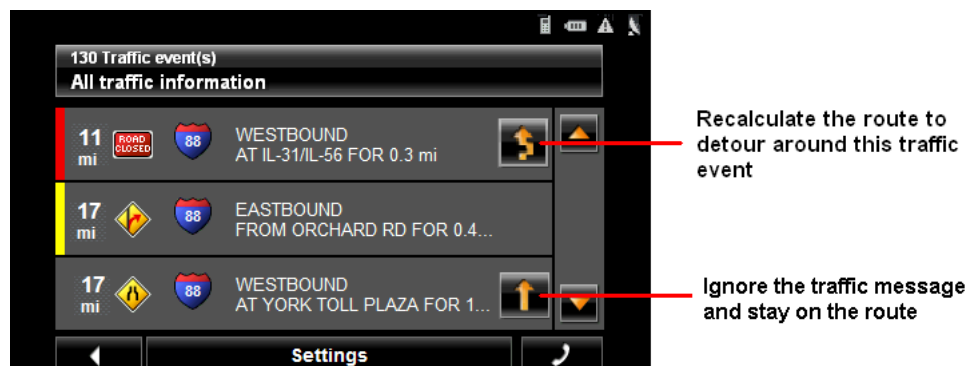 130 Traffic event(s)
All traffic information
11
mi
ROAD
CLOSED
88
WESTBOUND
AT IL-31/IL-56 FOR 0.3 mi
17
mi
88
EASTBOUND
FROM ORCHARD RD FOR 0.4...
17
mi
88
WESTBOUND
AT YORK TOLL PLAZA FOR 1...
Settings
Recalculate the route to
detour around this traffic
event
Ignore the traffic message
and stay on the route